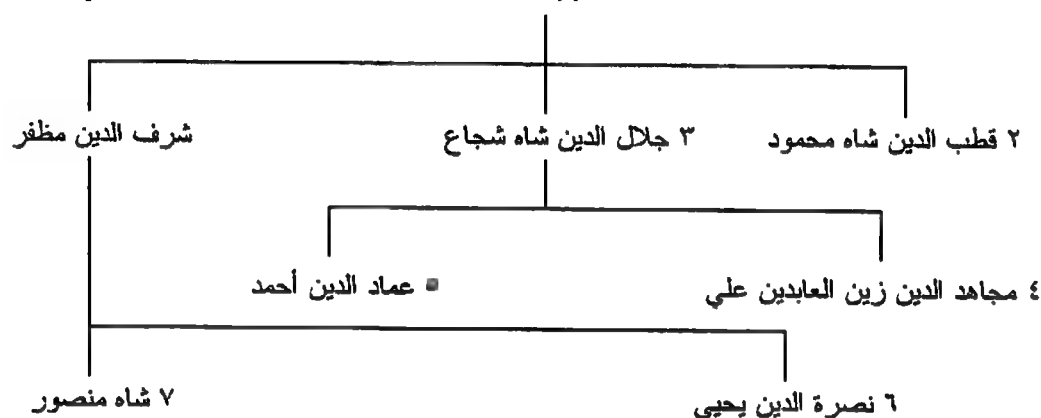 ٢ قطب الدين شاه محمود ٣ جلال الدين شاه شجاع شرف الدين مظفر
٤ مجاهد الدين زين العابدين علي عماد الدين أحمد
٦ نصرة الدين يحيى ٧ شاه منصور